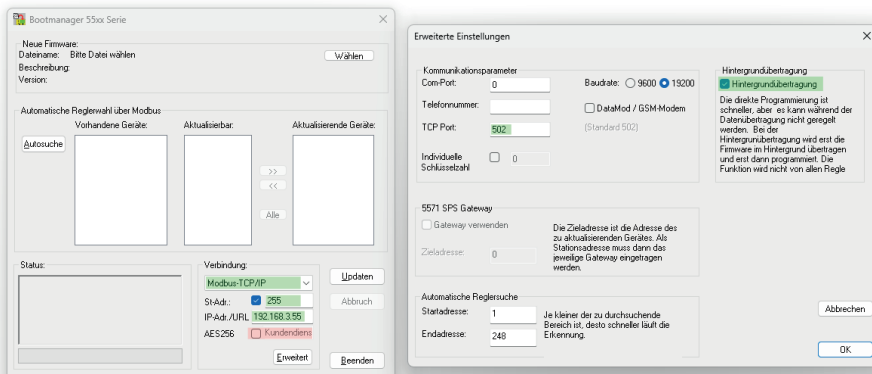 Bootmanager 55xx Serie
Neue Firmware:
Dateiname: Bitte Datei wählen
Wählen
Beschreibung:
Version:
Automatische Reglerwahl über Modbus
Vorhandene Geräte:
Aktualisierbar:
Aktualisierende Geräte:
Autosuche
>>
<<
Alle
Status:
Verbindung:
Modbus-TCP/IP
St-Adr.: 255
IP-Adr./URL 192.168.3.55
AES256 Kundendiens
Erweitert
Updaten
Abbruch
Beenden
Erweiterte Einstellungen
Kommunikationsparameter
Com-Port: 0
Baudrate: 9600 19200
Telefonnummer:
DataMod / GSM-Modem
TCP Port: 502
(Standard 502)
Individuelle
Schlüsselzahl
0
Hintergrundübertragung
Hintergrundübertragung
Die direkte Programmierung ist
schneller, aber es kann während der
Datenübertragung nicht geregelt
werden. Bei der
Hintergrunübertragung wird erst die
Firmware im Hintergrund übertragen
und erst dann programmiert. Die
Funktion wird nicht von allen Regle
5571 SPS Gateway
Gateway verwenden
Zieladresse: 0
Die Zieladresse ist die Adresse des
zu aktualisierenden Gerätes. Als
Stationsadresse muss dann das
jeweilige Gateway eingetragen
werden.
Automatische Reglersuche
Startadresse: 1
Endadresse: 248
Je kleiner der zu durchsuchende
Bereich ist, desto schneller läuft die
Erkennung.
Abbrechen
OK